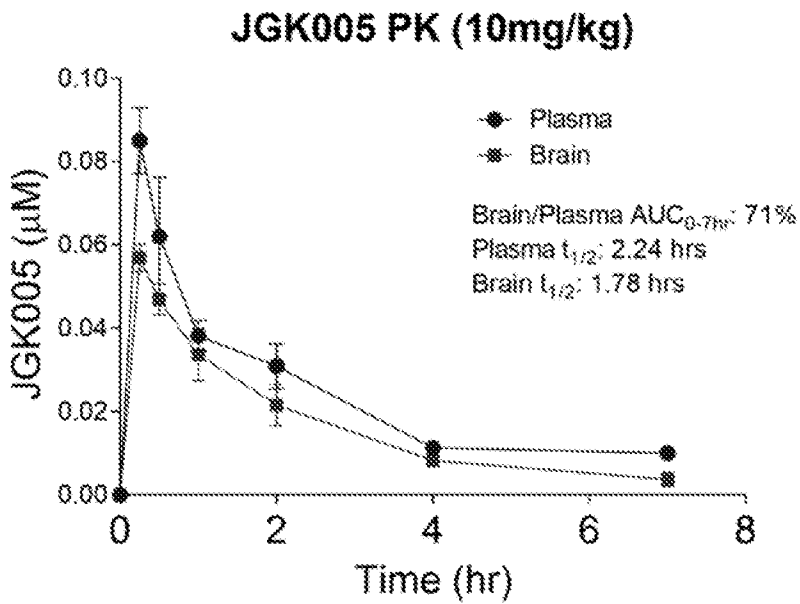 JGK005 PK (10mg/kg)
JGK005 (μM)
0.10
0.08
0.06
0.04
0.02
0.00
Plasma
Brain
Brain/Plasma AUC0-7hr: 71%
Plasma t1/2: 2.24 hrs
Brain t1/2: 1.78 hrs
0
2
4
6
8
Time (hr)